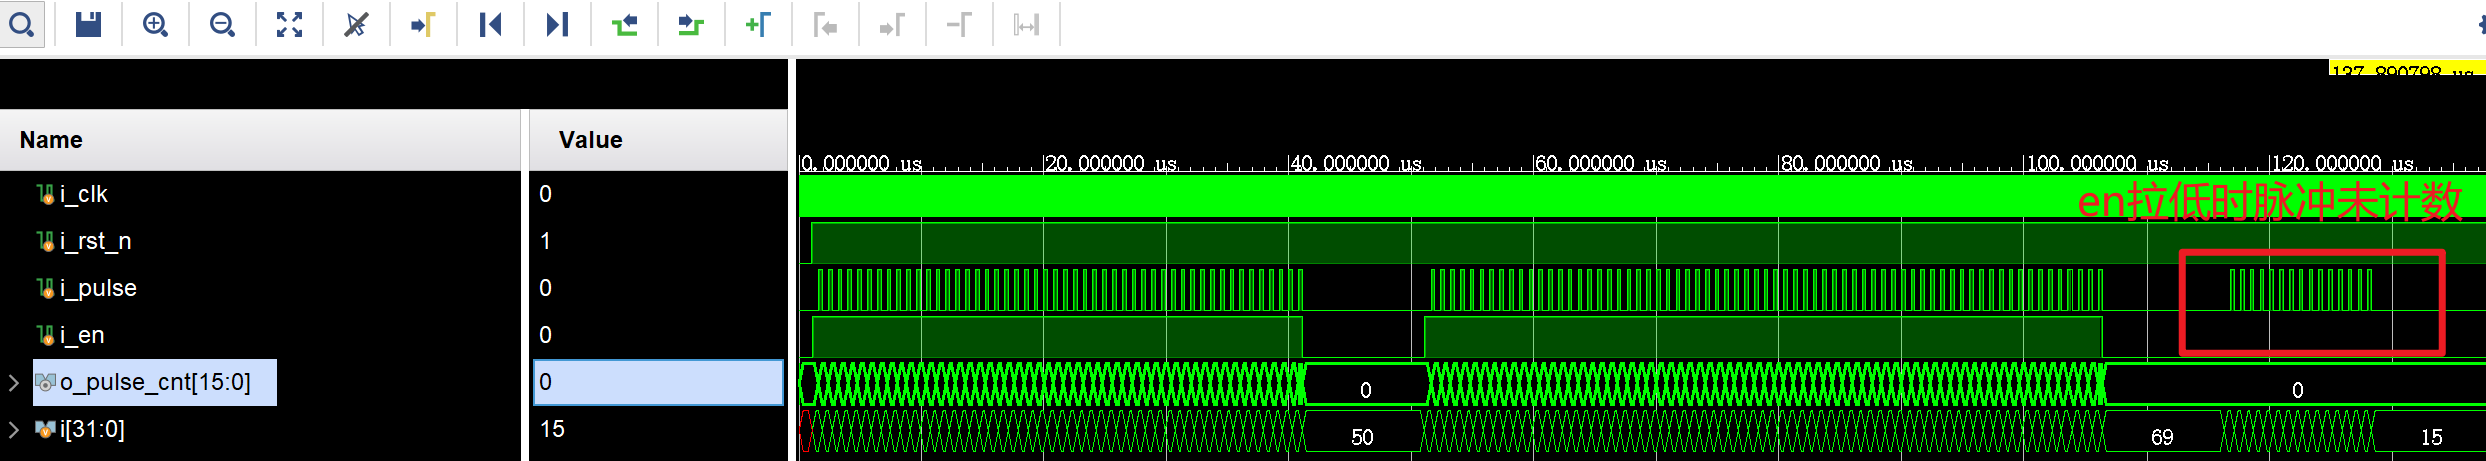 137.890798 us
Name Value
0.000000 us 20.000000 us 40.000000 us 60.000000 us 80.000000 us 100.000000 us 120.000000 us
i_clk 0
en拉低时脉冲未计数
i_rst_n 1
i_pulse 0
i_en 0
o_pulse_cnt[15:0] 0 0 0
i[31:0] 15 50 69 15